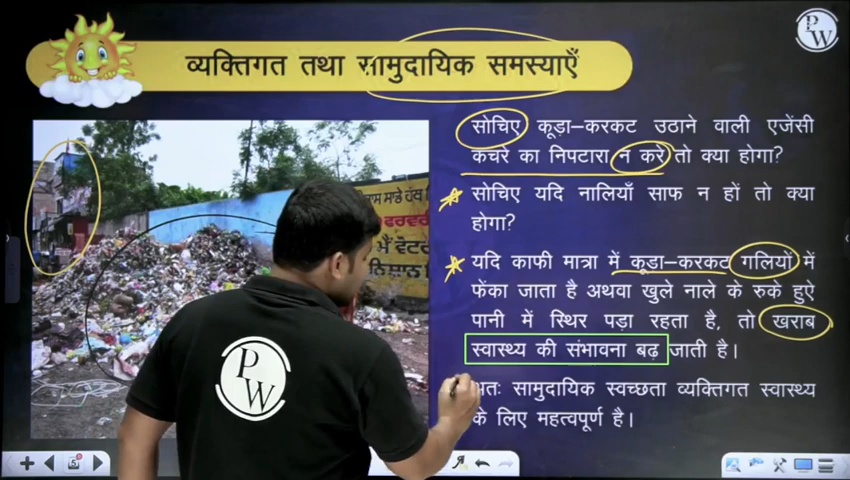 PW
व्यक्तिगत तथा सामुदायिक समस्याएँ
सोचिए कूड़ा–करकट उठाने वाली एजेंसी
कचरे का निपटारा न करे तो क्या होगा?
सोचिए यदि नालियाँ साफ न हों तो क्या
होगा?
यदि काफी मात्रा में कूड़ा–करकट गलियों में
फेंका जाता है अथवा खुले नाले के रुके हुऐ
पानी में स्थिर पड़ा रहता है, तो खराब
स्वास्थ्य की संभावना बढ़ जाती है।
अतः सामुदायिक स्वच्छता व्यक्तिगत स्वास्थ्य
के लिए महत्वपूर्ण है।
PW